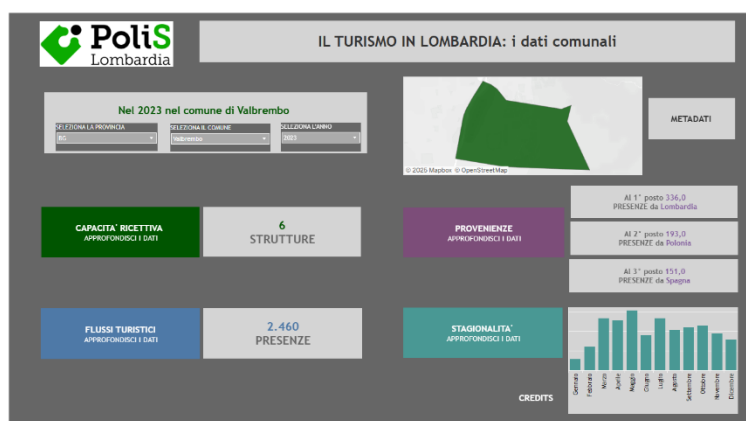 PoliS
Lombardia
IL TURISMO IN LOMBARDIA: i dati comunali
Nel 2023 nel comune di Valbrembo
SELEZIONA LA PROVINCIA
SELEZIONA IL COMUNE
SELEZIONA L'ANNO
BG
Valbrembo
2023
© 2025 Mapbox © OpenStreetMap
METADATI
CAPACITA' RICETTIVA
APPROFONDISCI I DATI
6
STRUTTURE
PROVENIENZE
APPROFONDISCI I DATI
Al 1° posto 336,0
PRESENZE da Lombardia
Al 2° posto 193,0
PRESENZE da Polonia
Al 3° posto 151,0
PRESENZE da Spagna
FLUSSI TURISTICI
APPROFONDISCI I DATI
2.460
PRESENZE
STAGIONALITA'
APPROFONDISCI I DATI
Gennaio
Febbraio
Marzo
Aprile
Maggio
Giugno
Luglio
Agosto
Settembre
Ottobre
Novembre
Dicembre
CREDITS